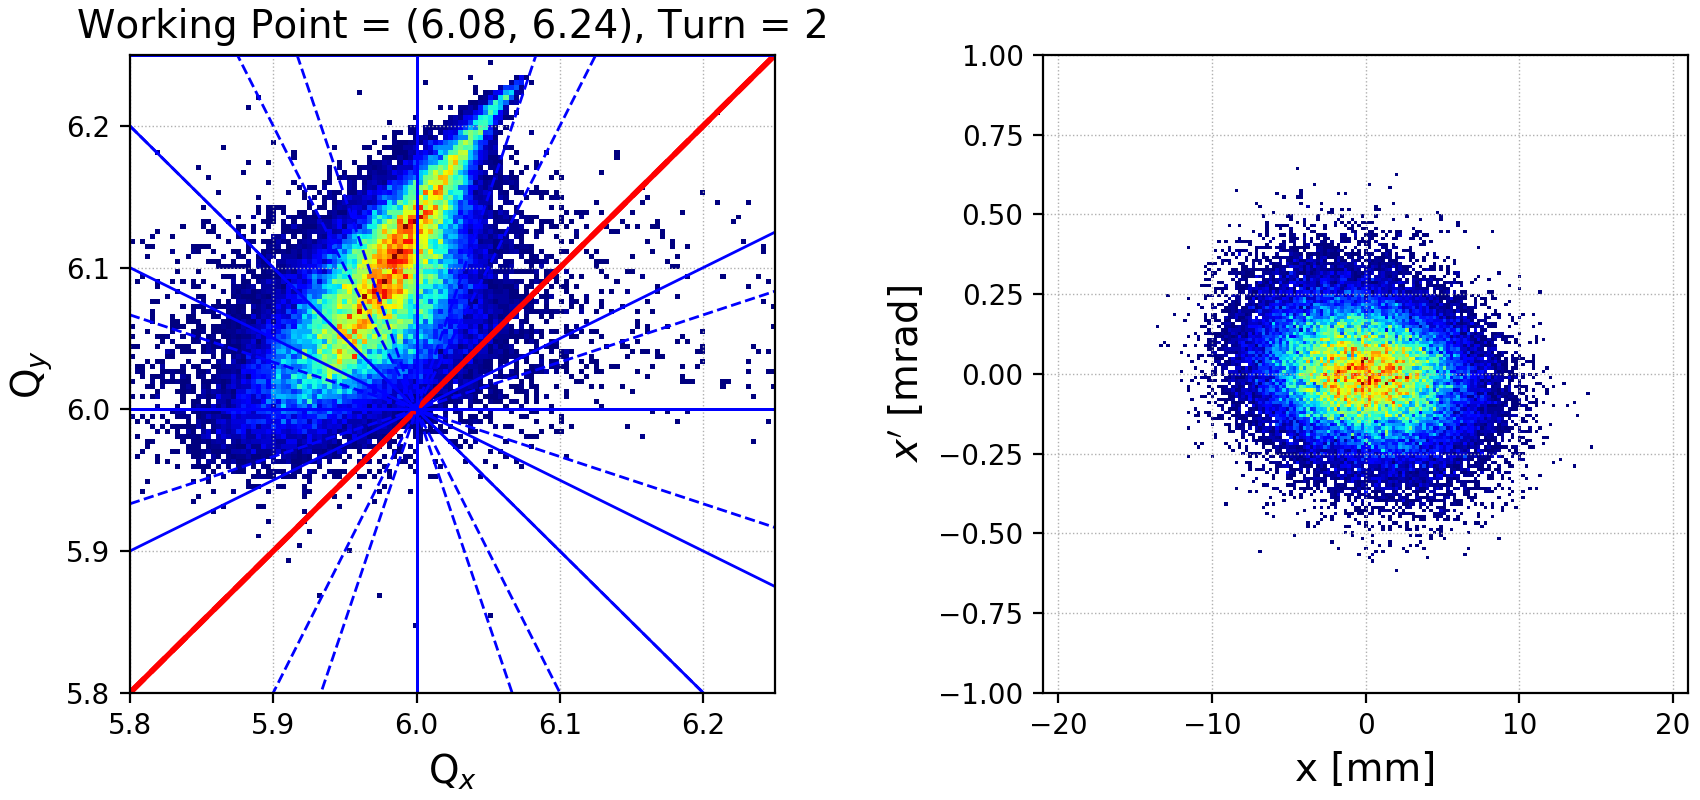 Working Point = (6.08, 6.24), Turn = 2
6.2
6.1
6.0
5.9
5.8
Qy
5.8 5.9 6.0 6.1 6.2
Qx
1.00
0.75
0.50
0.25
0.00
−0.25
−0.50
−0.75
−1.00
x′ [mrad]
−20 −10 0 10 20
x [mm]